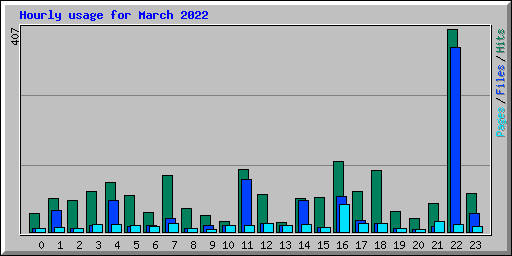 Hourly usage for March 2022
407
Pages/Files/Hits
0 1 2 3 4 5 6 7 8 9 10 11 12 13 14 15 16 17 18 19 20 21 22 23